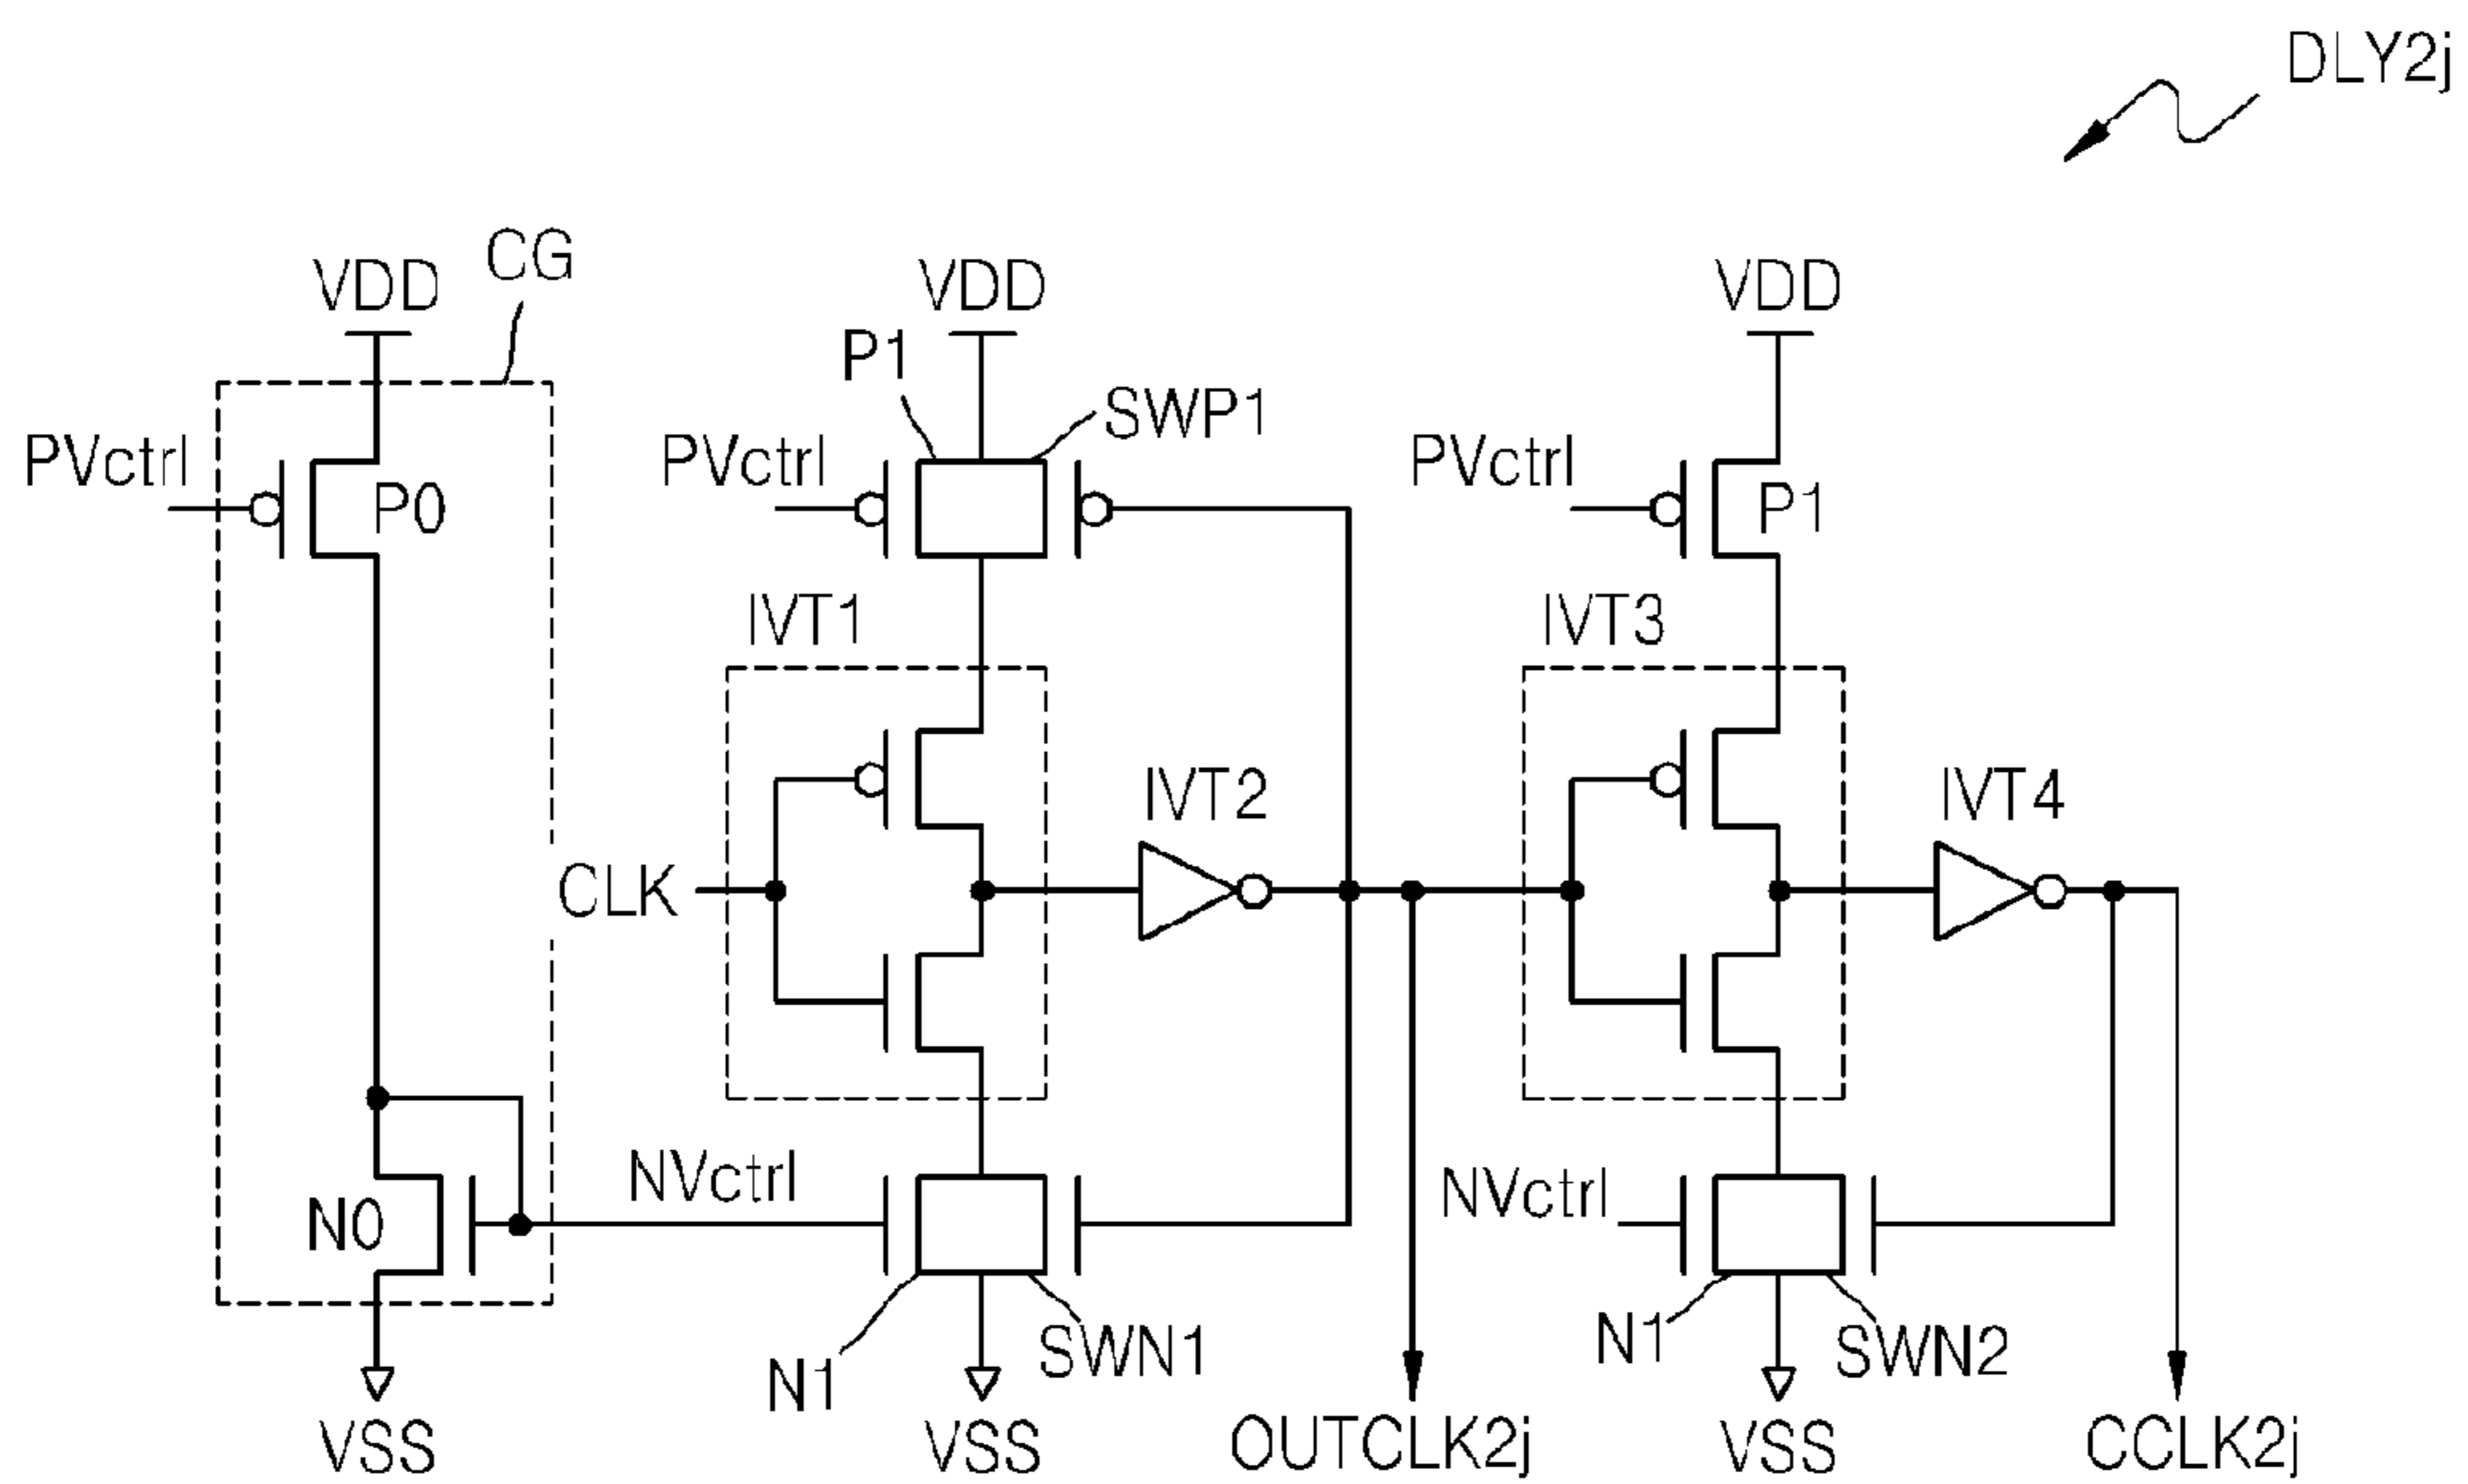 DLY2j
CG
VDD
VDD
VDD
P1
SWP1
PVctrl
PVctrl
PVctrl
P0
P1
IVT1
IVT3
IVT2
IVT4
CLK
NVctrl
NVctrl
N0
N1
SWN1
N1
SWN2
VSS
VSS
OUTCLK2j
VSS
CCLK2j